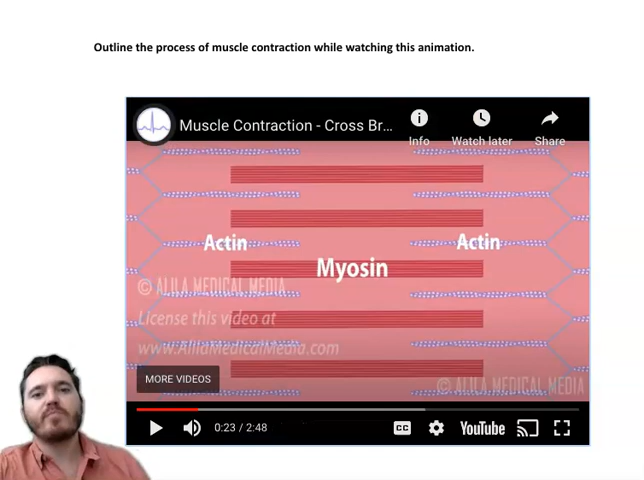 Outline the process of muscle contraction while watching this animation.
Muscle Contraction - Cross Br...
Info
Watch later
Share
Actin
Actin
Myosin
© ALILA MEDICAL MEDIA
License this video at
www.AlilaMedicalMedia.com
MORE VIDEOS
© ALILA MEDICAL MEDIA
0:23 / 2:48
CC
YouTube